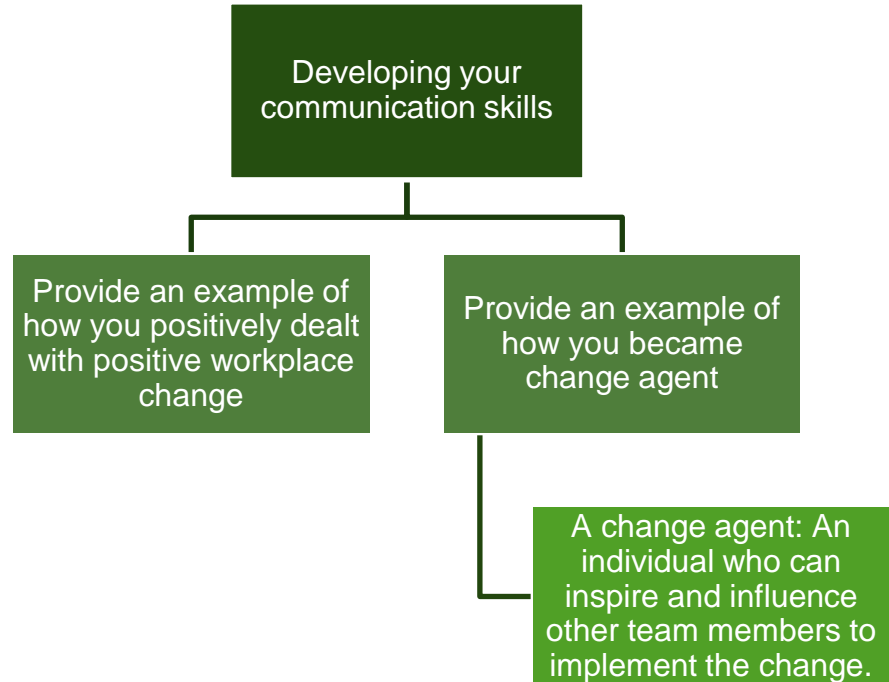 Developing your
communication skills
Provide an example of
how you positively dealt
with positive workplace
change
Provide an example of
how you became
change agent
A change agent: An
individual who can
inspire and influence
other team members to
implement the change.